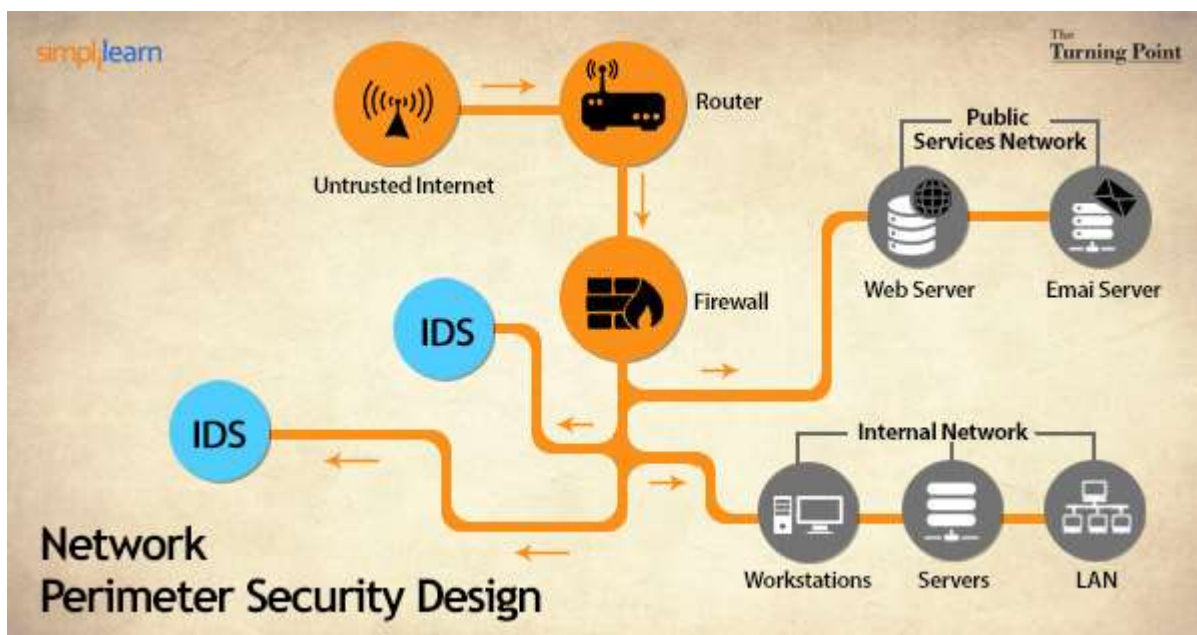 simplilearn
The
Turning Point
Untrusted Internet
Router
Public
Services Network
Web Server
Emai Server
Firewall
IDS
IDS
Internal Network
Workstations
Servers
LAN
Network
Perimeter Security Design